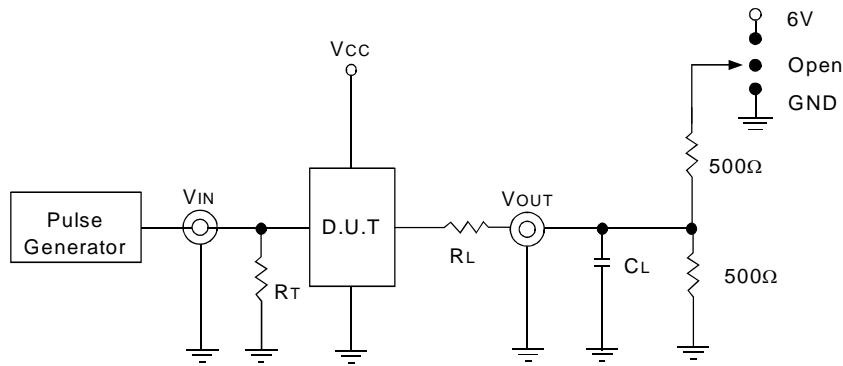 6V
Open
GND
VCC
500Ω
VIN
VOUT
Pulse
Generator
D.U.T
RL
RT
CL
500Ω